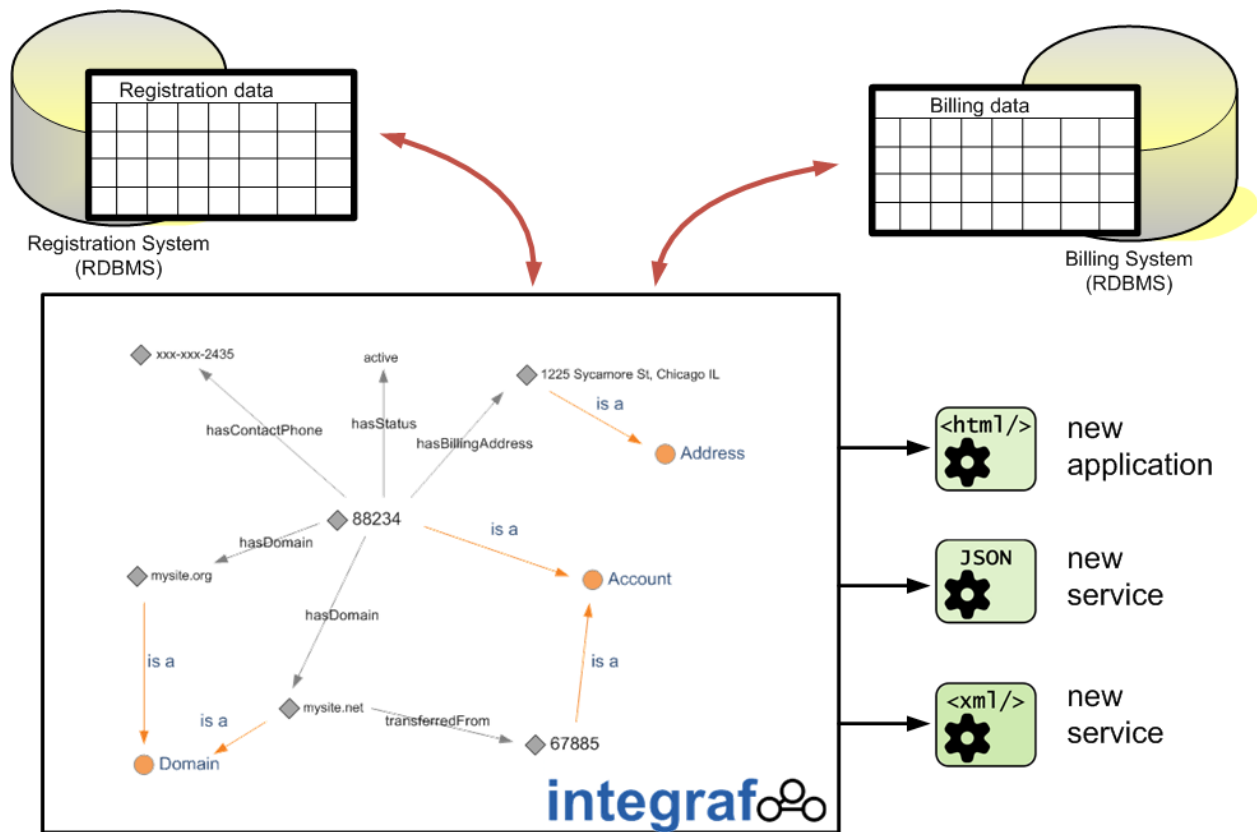 Registration data
Registration System
(RDBMS)
Billing data
Billing System
(RDBMS)
xxx-xxx-2435
active
1225 Sycamore St, Chicago IL
is a
hasContactPhone
hasStatus
hasBillingAddress
Address
88234
is a
hasDomain
mysite.org
Account
hasDomain
is a
is a
is a
mysite.net
transferredFrom
67885
Domain
integraf
<html/>
new
application
JSON
new
service
<xml/>
new
service